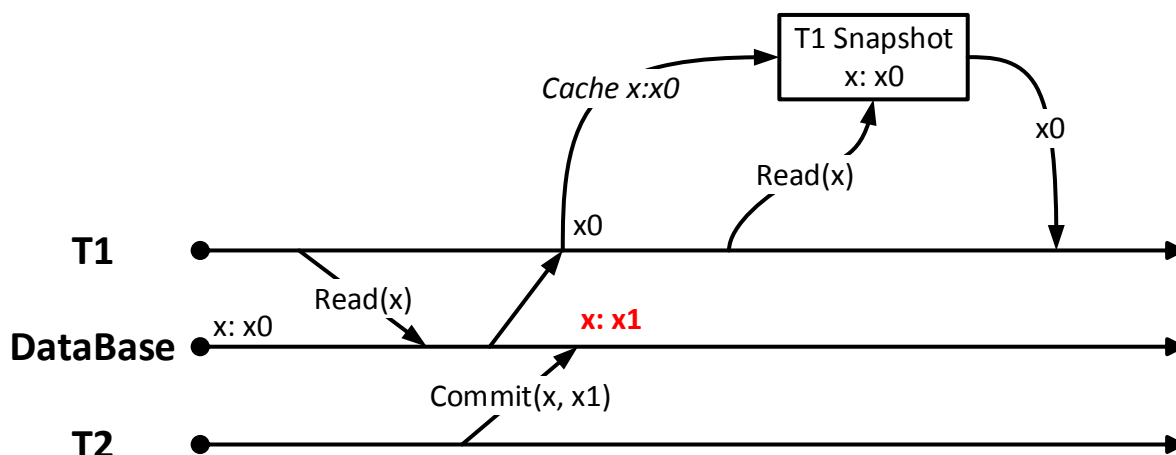 T1 Snapshot
x: x0
Cache x:x0
x0
Read(x)
x0
T1
Read(x)
x: x0
x: x1
DataBase
Commit(x, x1)
T2